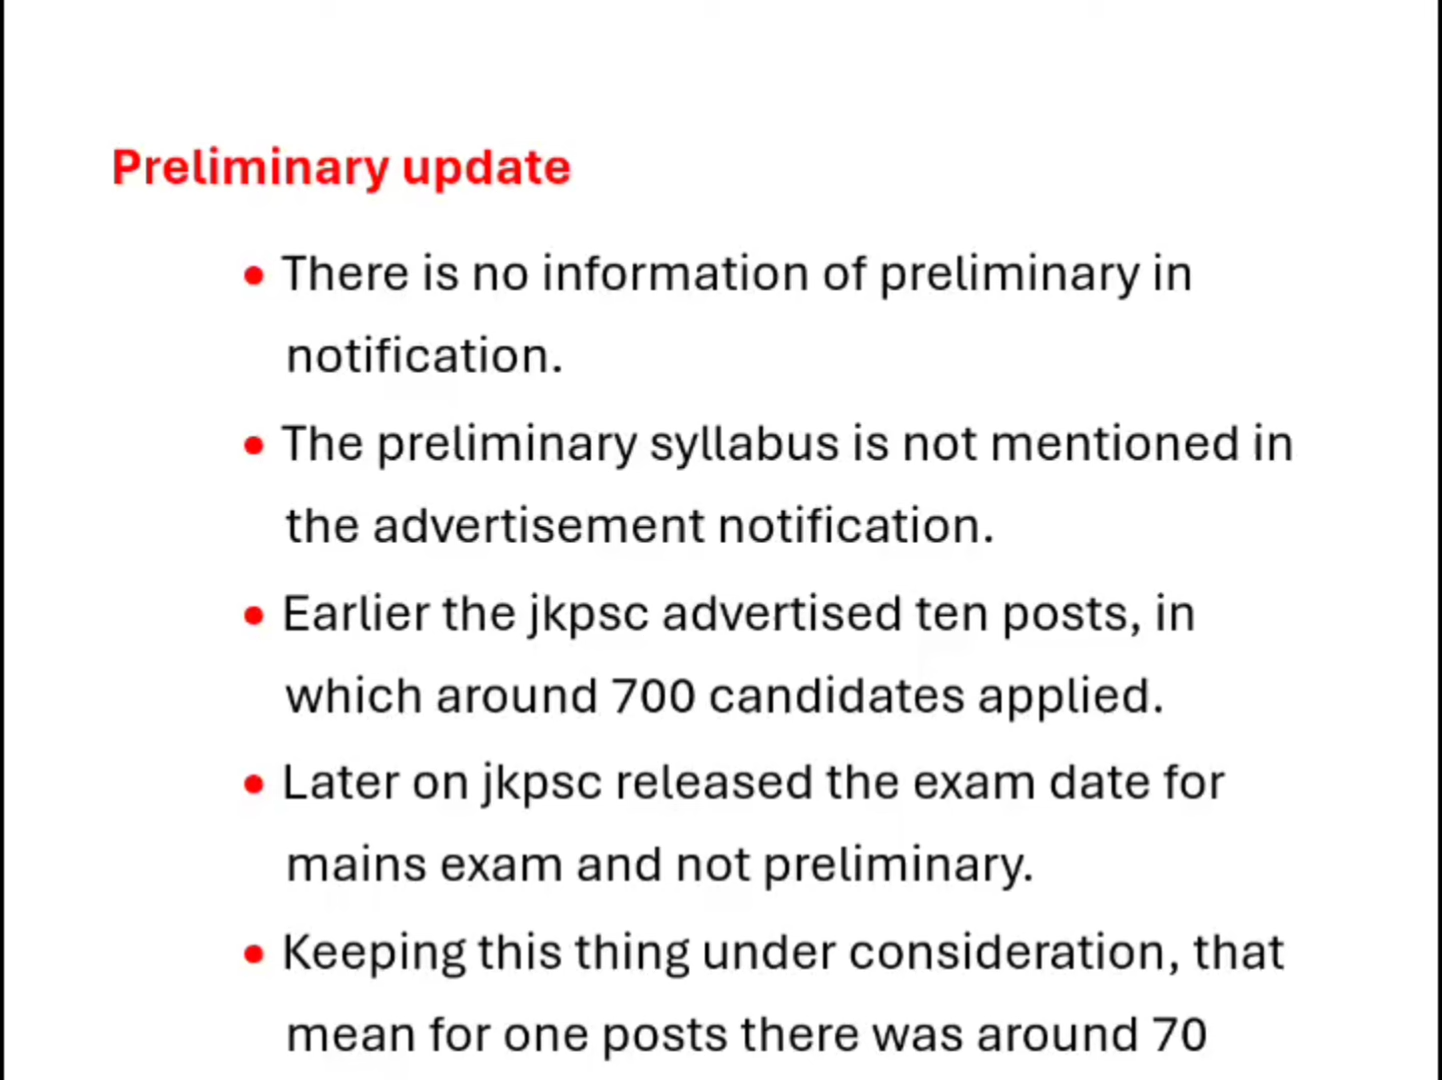 Preliminary update
• There is no information of preliminary in
notification.
• The preliminary syllabus is not mentioned in
the advertisement notification.
• Earlier the jkpsc advertised ten posts, in
which around 700 candidates applied.
• Later on jkpsc released the exam date for
mains exam and not preliminary.
• Keeping this thing under consideration, that
mean for one posts there was around 70